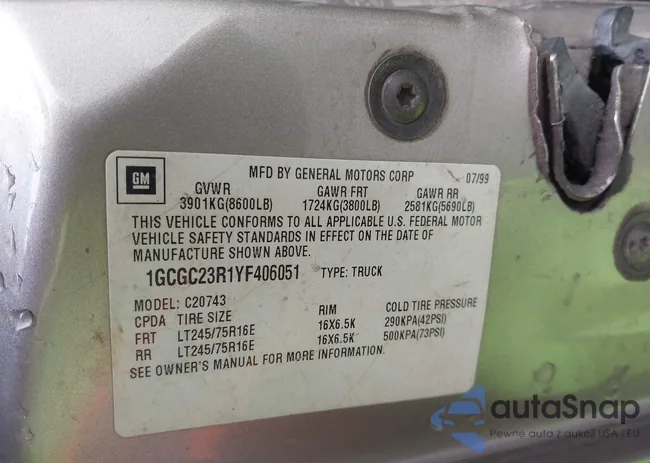 GM
MFD BY GENERAL MOTORS CORP 07/99
GVWR GAWR FRT GAWR RR
3901KG(8600LB) 1724KG(3800LB) 2581KG(5690LB)
THIS VEHICLE CONFORMS TO ALL APPLICABLE U.S. FEDERAL MOTOR
VEHICLE SAFETY STANDARDS IN EFFECT ON THE DATE OF
MANUFACTURE SHOWN ABOVE.
1GCGC23R1YF406051 TYPE: TRUCK
MODEL: C20743
CPDA TIRE SIZE RIM COLD TIRE PRESSURE
FRT LT245/75R16E 16X6.5K 290KPA(42PSI)
RR LT245/75R16E 16X6.5K 500KPA(73PSI)
SEE OWNER'S MANUAL FOR MORE INFORMATION.
autaSnap
Pewne auta z aukcji USA - EU